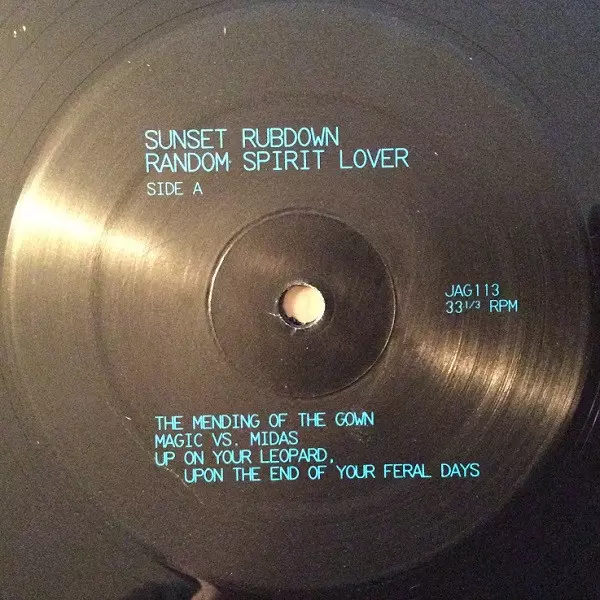 SUNSET RUBDOWN
RANDOM SPIRIT LOVER
SIDE A
JAG113
33 1/3 RPM
THE MENDING OF THE GOWN
MAGIC VS. MIDAS
UP ON YOUR LEOPARD,
UPON THE END OF YOUR FERAL DAYS